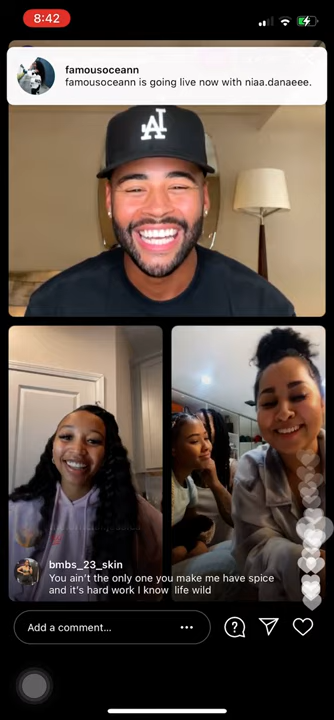 8:42
famousoceann
famousoceann is going live now with niaa.danaeee.
LA
bmbs_23_skin
You ain't the only one you make me have spice
and it's hard work I know life wild
Add a comment...